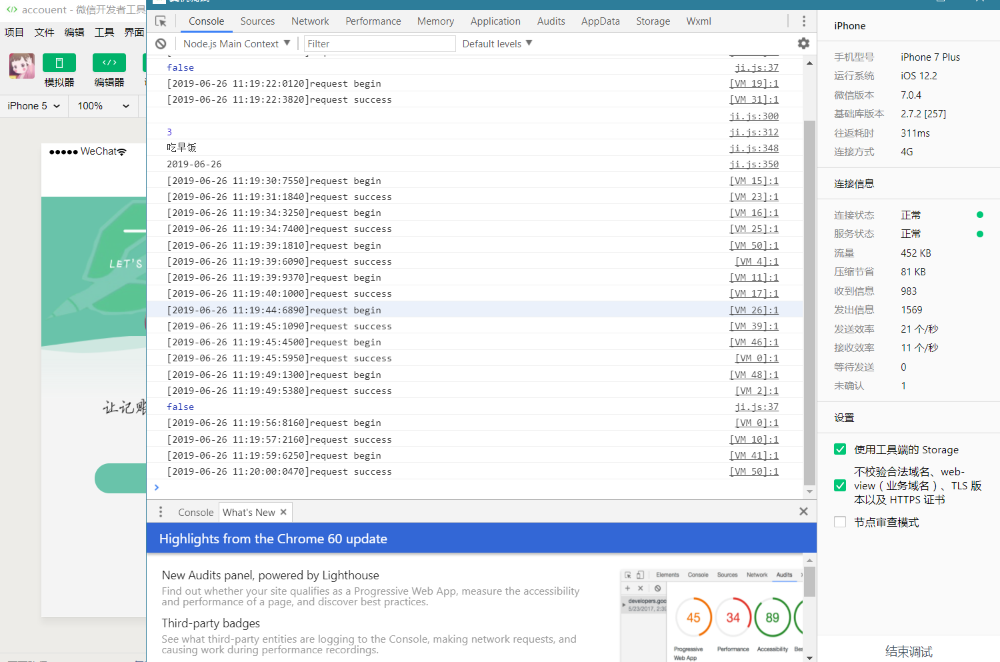 accouent - 微信开发者工具
项目 文件 编辑 工具 界面
模拟器 编辑器
iPhone 5 100%
WeChat
LET'S
让记账
Console Sources Network Performance Memory Application Audits AppData Storage Wxml
Node.js Main Context Filter Default levels
false ji.js:37
[2019-06-26 11:19:22:0120]request begin [VM 19]:1
[2019-06-26 11:19:22:3820]request success [VM 31]:1
ji.js:300
3 ji.js:312
吃早饭 ji.js:348
2019-06-26 ji.js:350
[2019-06-26 11:19:30:7550]request begin [VM 15]:1
[2019-06-26 11:19:31:1840]request success [VM 23]:1
[2019-06-26 11:19:34:3250]request begin [VM 16]:1
[2019-06-26 11:19:34:7400]request success [VM 25]:1
[2019-06-26 11:19:39:1810]request begin [VM 50]:1
[2019-06-26 11:19:39:6090]request success [VM 4]:1
[2019-06-26 11:19:39:9370]request begin [VM 11]:1
[2019-06-26 11:19:40:1000]request success [VM 17]:1
[2019-06-26 11:19:44:6890]request begin [VM 26]:1
[2019-06-26 11:19:45:1090]request success [VM 39]:1
[2019-06-26 11:19:45:4500]request begin [VM 46]:1
[2019-06-26 11:19:45:5950]request success [VM 0]:1
[2019-06-26 11:19:49:1300]request begin [VM 48]:1
[2019-06-26 11:19:49:5380]request success [VM 2]:1
false ji.js:37
[2019-06-26 11:19:56:8160]request begin [VM 0]:1
[2019-06-26 11:19:57:2160]request success [VM 10]:1
[2019-06-26 11:19:59:6250]request begin [VM 41]:1
[2019-06-26 11:20:00:0470]request success [VM 50]:1
Console What's New
Highlights from the Chrome 60 update
New Audits panel, powered by Lighthouse
Find out whether your site qualifies as a Progressive Web App, measure the accessibility
and performance of a page, and discover best practices.
Third-party badges
See what third-party entities are logging to the Console, making network requests, and
causing work during performance recordings.
Elements Console Sources Network Audits
developers.goo
5/23/2017, 2:39
45 34 89
Progressive Web App Performance Accessibility Bes
iPhone
手机型号 iPhone 7 Plus
运行系统 iOS 12.2
微信版本 7.0.4
基础库版本 2.7.2 [257]
往返耗时 311ms
连接方式 4G
连接信息
连接状态 正常
服务状态 正常
流量 452 KB
压缩节省 81 KB
收到信息 983
发出信息 1569
发送效率 21 个/秒
接收效率 11 个/秒
等待发送 0
未确认 1
设置
使用工具端的 Storage
不校验合法域名、web-
view（业务域名）、TLS 版
本以及 HTTPS 证书
节点审查模式
结束调试